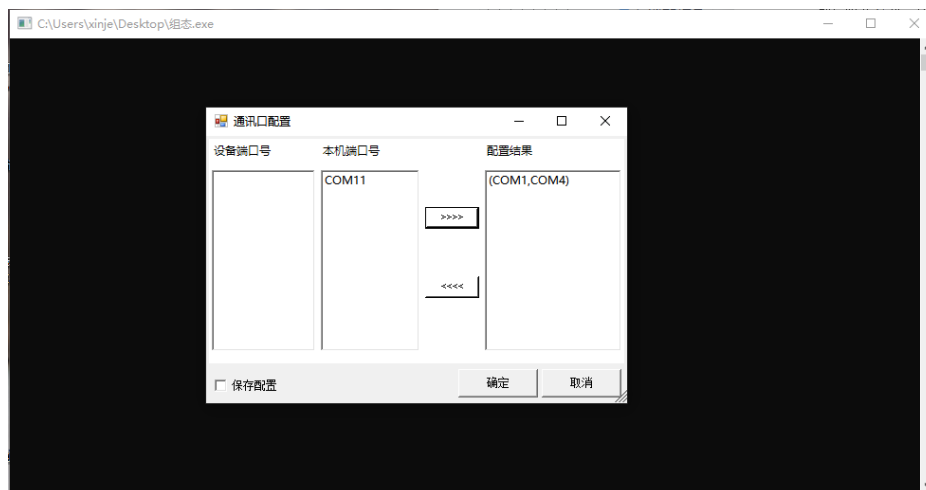 C:\Users\xinje\Desktop\组态.exe
通讯口配置
设备端口号 本机端口号 配置结果
COM11 (COM1,COM4)
>>>>
<<<<
保存配置 确定 取消